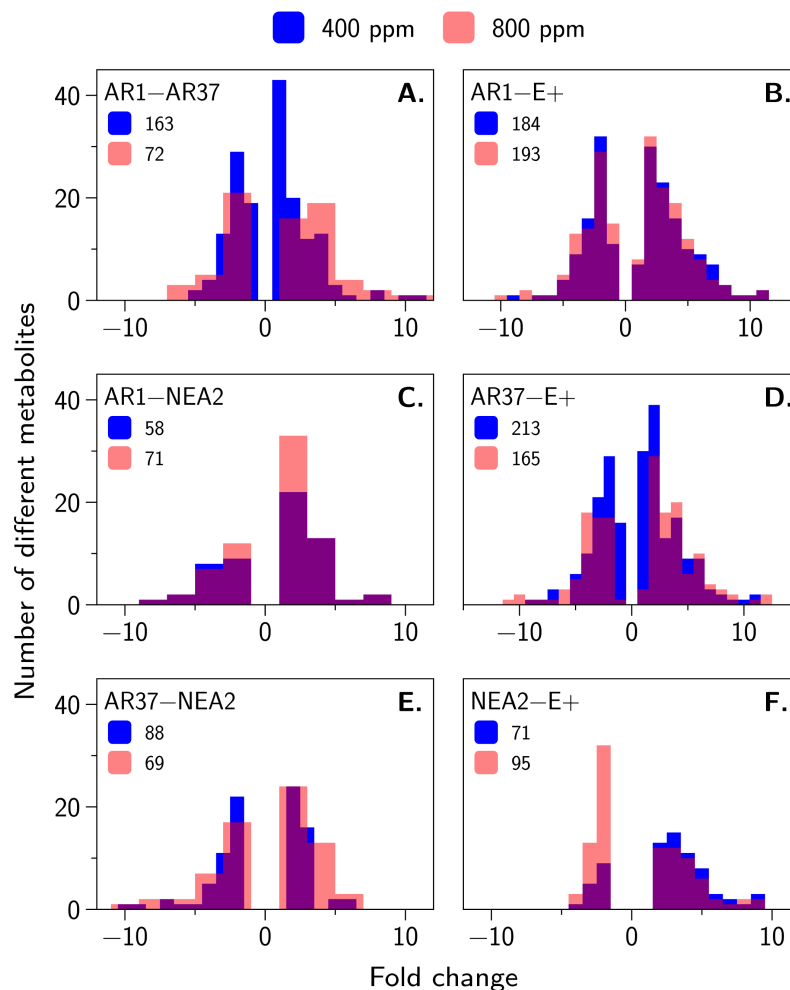 400 ppm 800 ppm
AR1−AR37 A.
163
72
40
20
0
−10 0 10
AR1−E+ B.
184
193
−10 0 10
AR1−NEA2 C.
58
71
40
20
0
−10 0 10
AR37−E+ D.
213
165
−10 0 10
AR37−NEA2 E.
88
69
40
20
0
−10 0 10
NEA2−E+ F.
71
95
−10 0 10
Number of different metabolites
Fold change